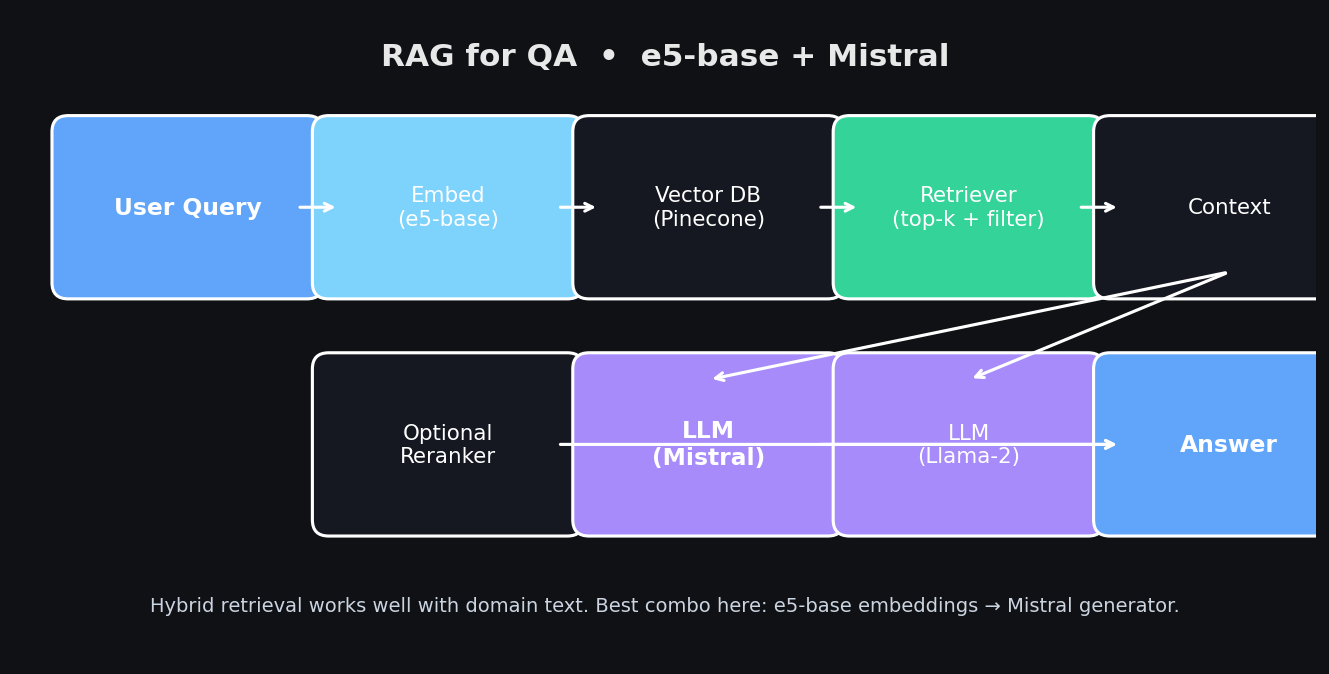 RAG for QA • e5-base + Mistral
User Query
Embed
(e5-base)
Vector DB
(Pinecone)
Retriever
(top-k + filter)
Context
Optional
Reranker
LLM
(Mistral)
LLM
(Llama-2)
Answer
Hybrid retrieval works well with domain text. Best combo here: e5-base embeddings → Mistral generator.